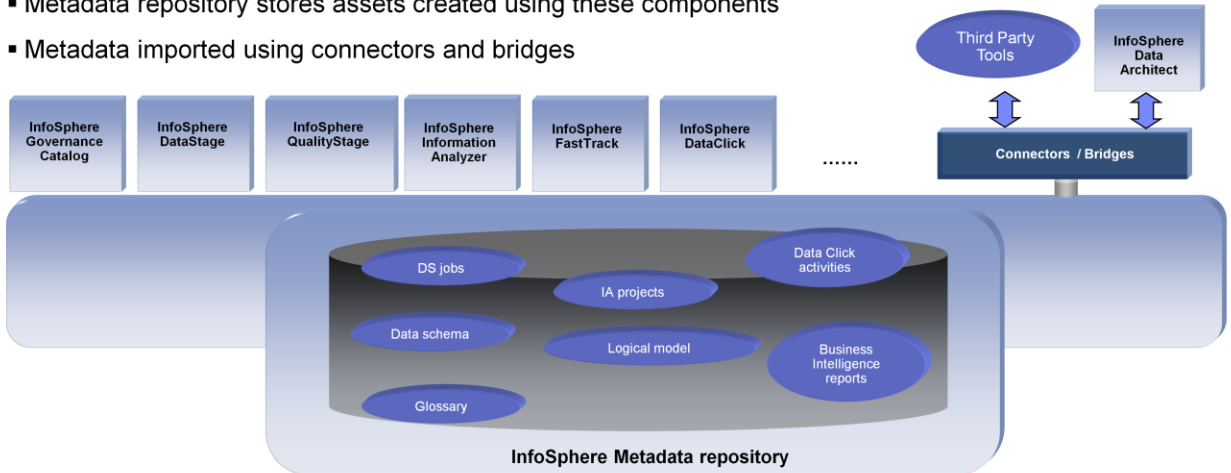 ▪ Metadata repository stores assets created using these components
▪ Metadata imported using connectors and bridges
Third Party
Tools
InfoSphere
Data
Architect
InfoSphere
Governance
Catalog
InfoSphere
DataStage
InfoSphere
QualityStage
InfoSphere
Information
Analyzer
InfoSphere
FastTrack
InfoSphere
DataClick
......
Connectors / Bridges
DS jobs
IA projects
Data Click
activities
Data schema
Logical model
Business
Intelligence
reports
Glossary
InfoSphere Metadata repository